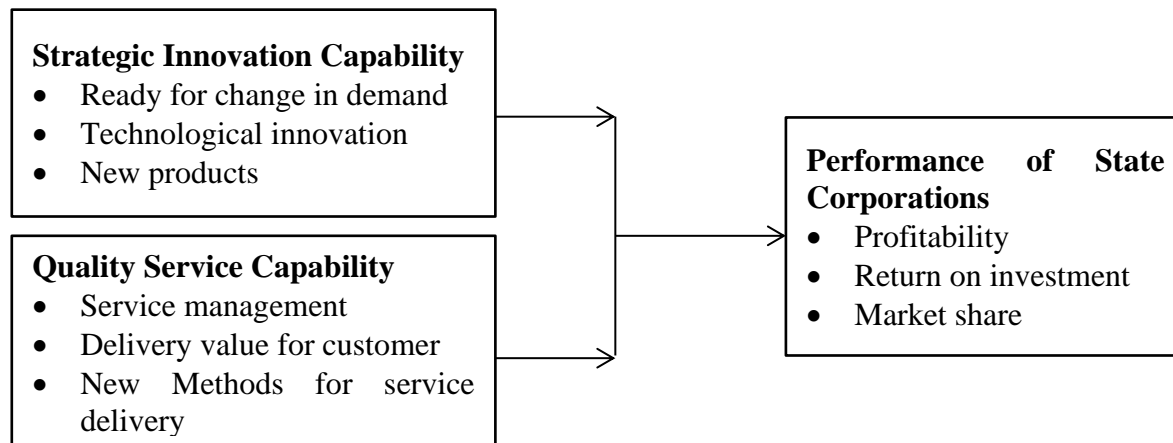 Strategic Innovation Capability
• Ready for change in demand
• Technological innovation
• New products
Quality Service Capability
• Service management
• Delivery value for customer
• New Methods for service
delivery
Performance of State
Corporations
• Profitability
• Return on investment
• Market share